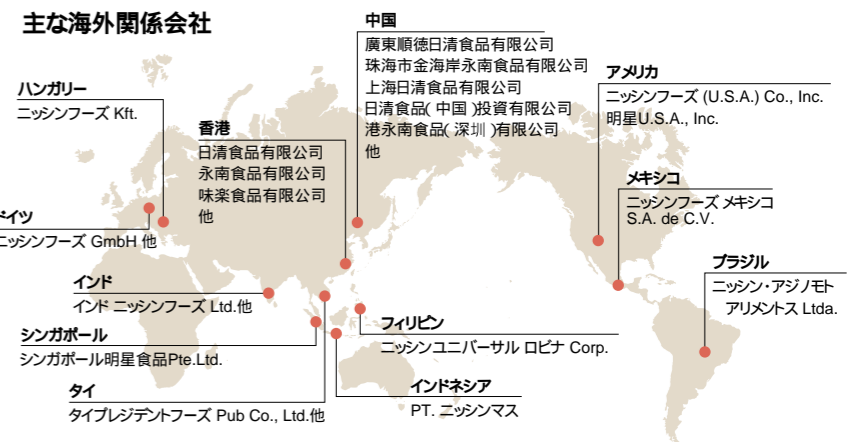 主な海外関係会社
ハンガリー
ニッシンフーズ Kft.
ドイツ
ニッシンフーズ GmbH 他
香港
日清食品有限公司
永南食品有限公司
味楽食品有限公司
他
中国
廣東順徳日清食品有限公司
珠海市金海岸永南食品有限公司
上海日清食品有限公司
日清食品(中国)投資有限公司
港永南食品(深圳)有限公司
他
アメリカ
ニッシンフーズ (U.S.A.) Co., Inc.
明星U.S.A., Inc.
メキシコ
ニッシンフーズ メキシコ
S.A. de C.V.
ブラジル
ニッシン・アジノモト
アリメントス Ltda.
インド
インド ニッシンフーズ Ltd.他
シンガポール
シンガポール明星食品Pte.Ltd.
タイ
タイプレジデントフーズ Pub Co., Ltd.他
フィリピン
ニッシンユニバーサル ロビナ Corp.
インドネシア
PT. ニッシンマス